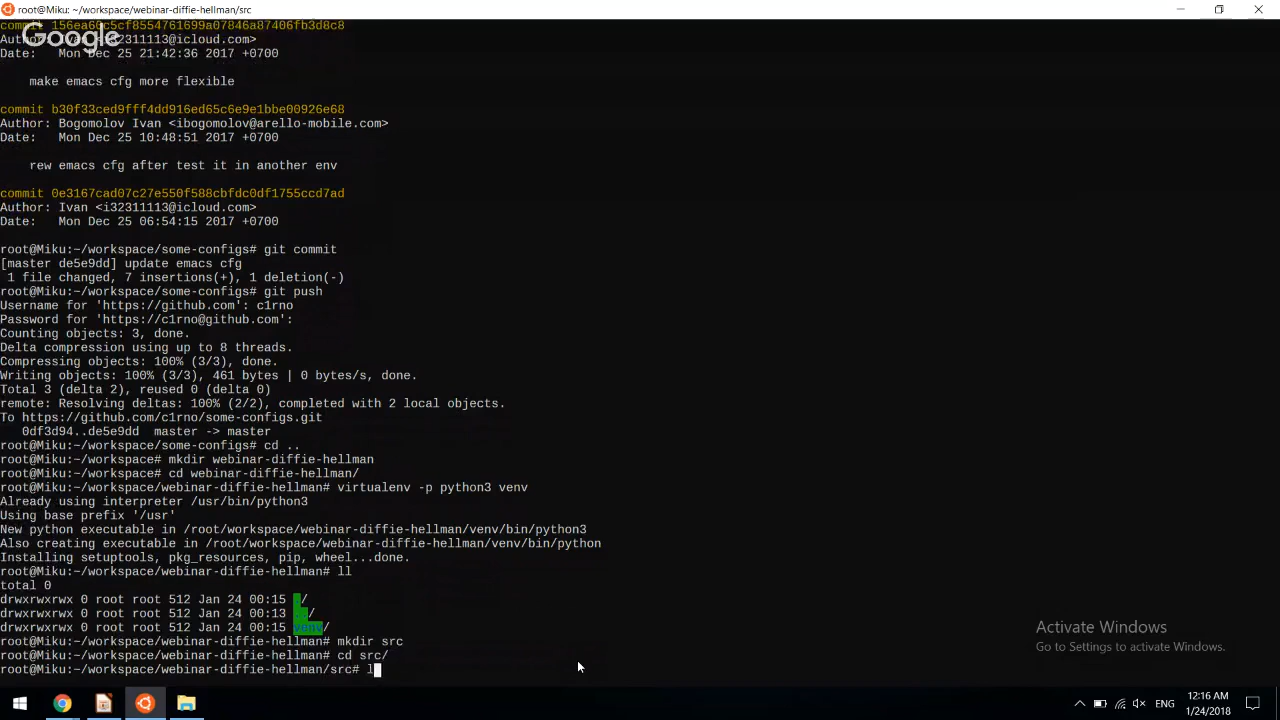 root@Miku: ~/workspace/webinar-diffie-hellman/src
commit 156ea60c5cf8554761699a07846a87406fb3d8c8
Google
Date:   Mon Dec 25 21:42:36 2017 +0700
make emacs cfg more flexible
commit b30f33ced9fff4dd916ed65c6e9e1bbe00926e68
Author: Bogomolov Ivan <ibogomolov@arello-mobile.com>
Date:   Mon Dec 25 10:48:51 2017 +0700
rew emacs cfg after test it in another env
commit 0e3167cad07c27e550f588cbfdc0df1755ccd7ad
Author: Ivan <i32311113@icloud.com>
Date:   Mon Dec 25 06:54:15 2017 +0700
root@Miku:~/workspace/some-configs# git commit
[master de5e9dd] update emacs cfg
1 file changed, 7 insertions(+), 1 deletion(-)
root@Miku:~/workspace/some-configs# git push
Username for 'https://github.com': c1rno
Password for 'https://c1rno@github.com':
Counting objects: 3, done.
Delta compression using up to 8 threads.
Compressing objects: 100% (3/3), done.
Writing objects: 100% (3/3), 461 bytes | 0 bytes/s, done.
Total 3 (delta 2), reused 0 (delta 0)
remote: Resolving deltas: 100% (2/2), completed with 2 local objects.
To https://github.com/c1rno/some-configs.git
0df3d94..de5e9dd  master -> master
root@Miku:~/workspace/some-configs# cd ..
root@Miku:~/workspace# mkdir webinar-diffie-hellman
root@Miku:~/workspace# cd webinar-diffie-hellman/
root@Miku:~/workspace/webinar-diffie-hellman# virtualenv -p python3 venv
Already using interpreter /usr/bin/python3
Using base prefix '/usr'
New python executable in /root/workspace/webinar-diffie-hellman/venv/bin/python3
Also creating executable in /root/workspace/webinar-diffie-hellman/venv/bin/python
Installing setuptools, pkg_resources, pip, wheel...done.
root@Miku:~/workspace/webinar-diffie-hellman# ll
total 0
drwxrwxrwx 0 root root 512 Jan 24 00:15 ./
drwxrwxrwx 0 root root 512 Jan 24 00:13 ../
drwxrwxrwx 0 root root 512 Jan 24 00:15 venv/
root@Miku:~/workspace/webinar-diffie-hellman# mkdir src
root@Miku:~/workspace/webinar-diffie-hellman# cd src/
root@Miku:~/workspace/webinar-diffie-hellman/src# l
Activate Windows
Go to Settings to activate Windows.
ENG
12:16 AM
1/24/2018